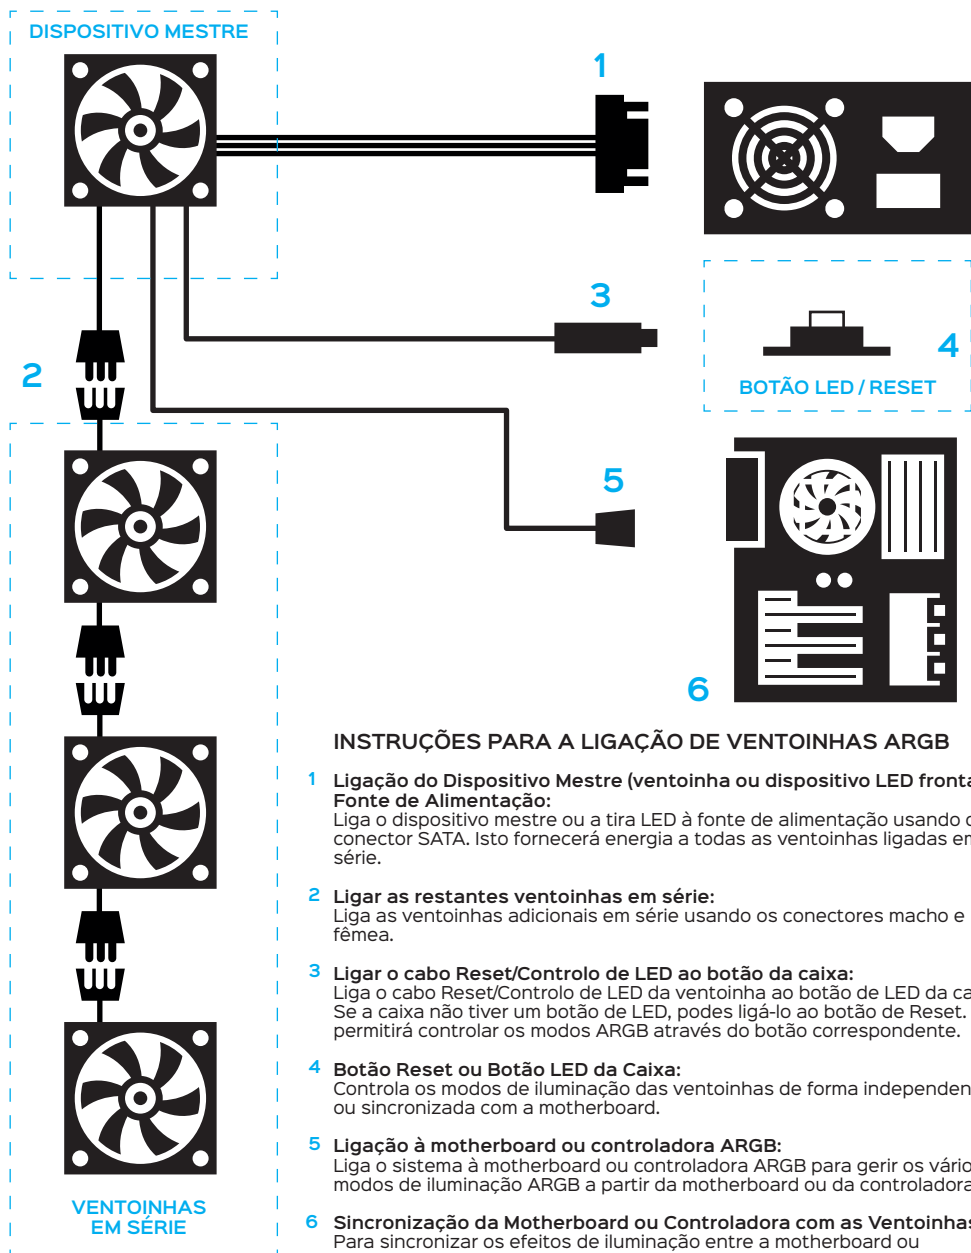 DISPOSITIVO MESTRE
1
3
4
BOTÃO LED / RESET
2
5
6
VENTOINHAS
EM SÉRIE
INSTRUÇÕES PARA A LIGAÇÃO DE VENTOINHAS ARGB
1 Ligação do Dispositivo Mestre (ventoinha ou dispositivo LED
Fonte de Alimentação:
Liga o dispositivo mestre ou a tira LED à fonte de alimentação usando
conector SATA. Isto fornecerá energia a todas as ventoinhas ligadas
série.
2 Ligar as restantes ventoinhas em série:
Liga as ventoinhas adicionais em série usando os conectores macho e
fêmea.
3 Ligar o cabo Reset/Controlo de LED ao botão da caixa:
Liga o cabo Reset/Controlo de LED da ventoinha ao botão de LED da
Se a caixa não tiver um botão de LED, podes ligá-lo ao botão de Reset.
permitirá controlar os modos ARGB através do botão correspondente.
4 Botão Reset ou Botão LED da Caixa:
Controla os modos de iluminação das ventoinhas de forma
ou sincronizada com a motherboard.
5 Ligação à motherboard ou controladora ARGB:
Liga o sistema à motherboard ou controladora ARGB para gerir os
modos de iluminação ARGB a partir da motherboard ou da controladora
6 Sincronização da Motherboard ou Controladora com as Ventoinhas
Para sincronizar os efeitos de iluminação entre a motherboard ou